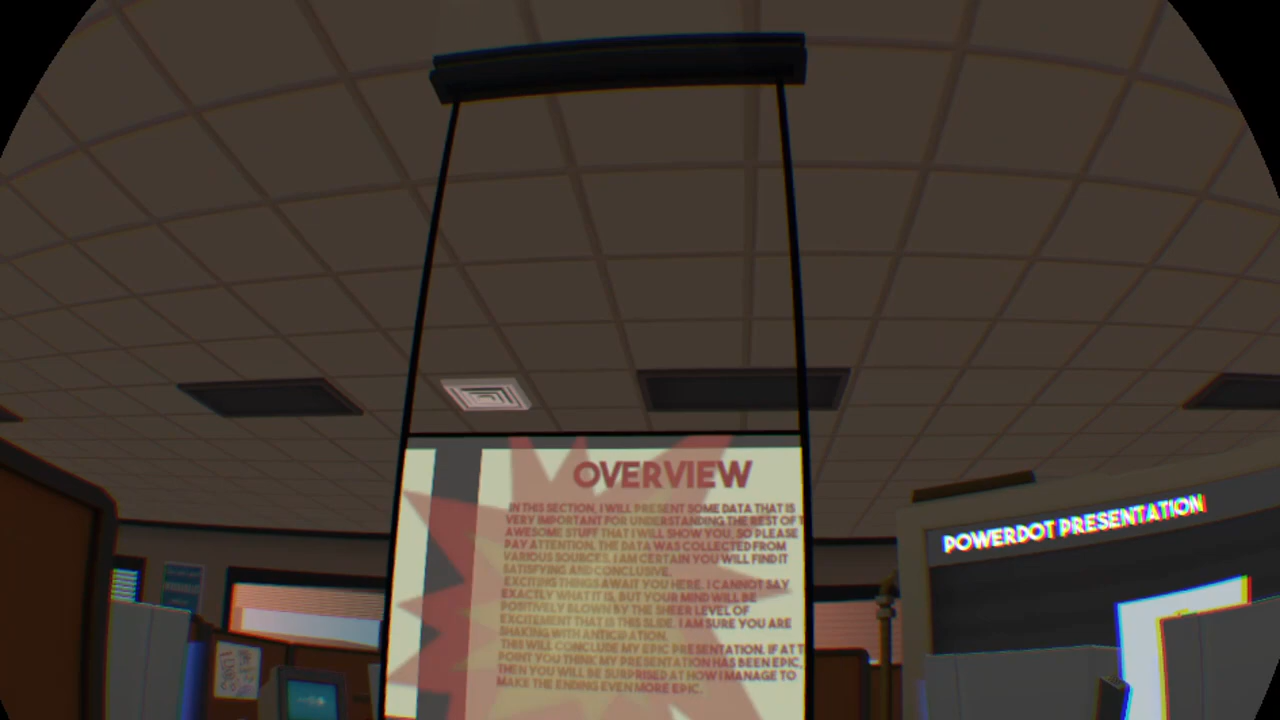 OVERVIEW
IN THIS SECTION, I WILL PRESENT SOME DATA THAT IS
VERY IMPORTANT FOR UNDERSTANDING THE REST OF T
AWESOME STUFF THAT I WILL SHOW YOU. SO PLEASE
PAY ATTENTION. THE DATA WAS COLLECTED FROM
VARIOUS SOURCES. I AM CERTAIN YOU WILL FIND IT
SATISFYING AND CONCLUSIVE.
EXCITING THINGS AWAIT YOU HERE. I CANNOT SAY
EXACTLY WHAT IT IS, BUT YOUR MIND WILL BE
POSITIVELY BLOWN BY THE SHEER LEVEL OF
EXCITEMENT THAT IS THIS SLIDE. I AM SURE YOU ARE
SHAKING WITH ANTICIPATION.
THIS WILL CONCLUDE MY EPIC PRESENTATION. IF AT T
POINT YOU THINK MY PRESENTATION HAS BEEN EPIC,
THEN YOU WILL BE SURPRISED AT HOW I MANAGE TO
MAKE THE ENDING EVEN MORE EPIC.
POWERDOT PRESENTATION